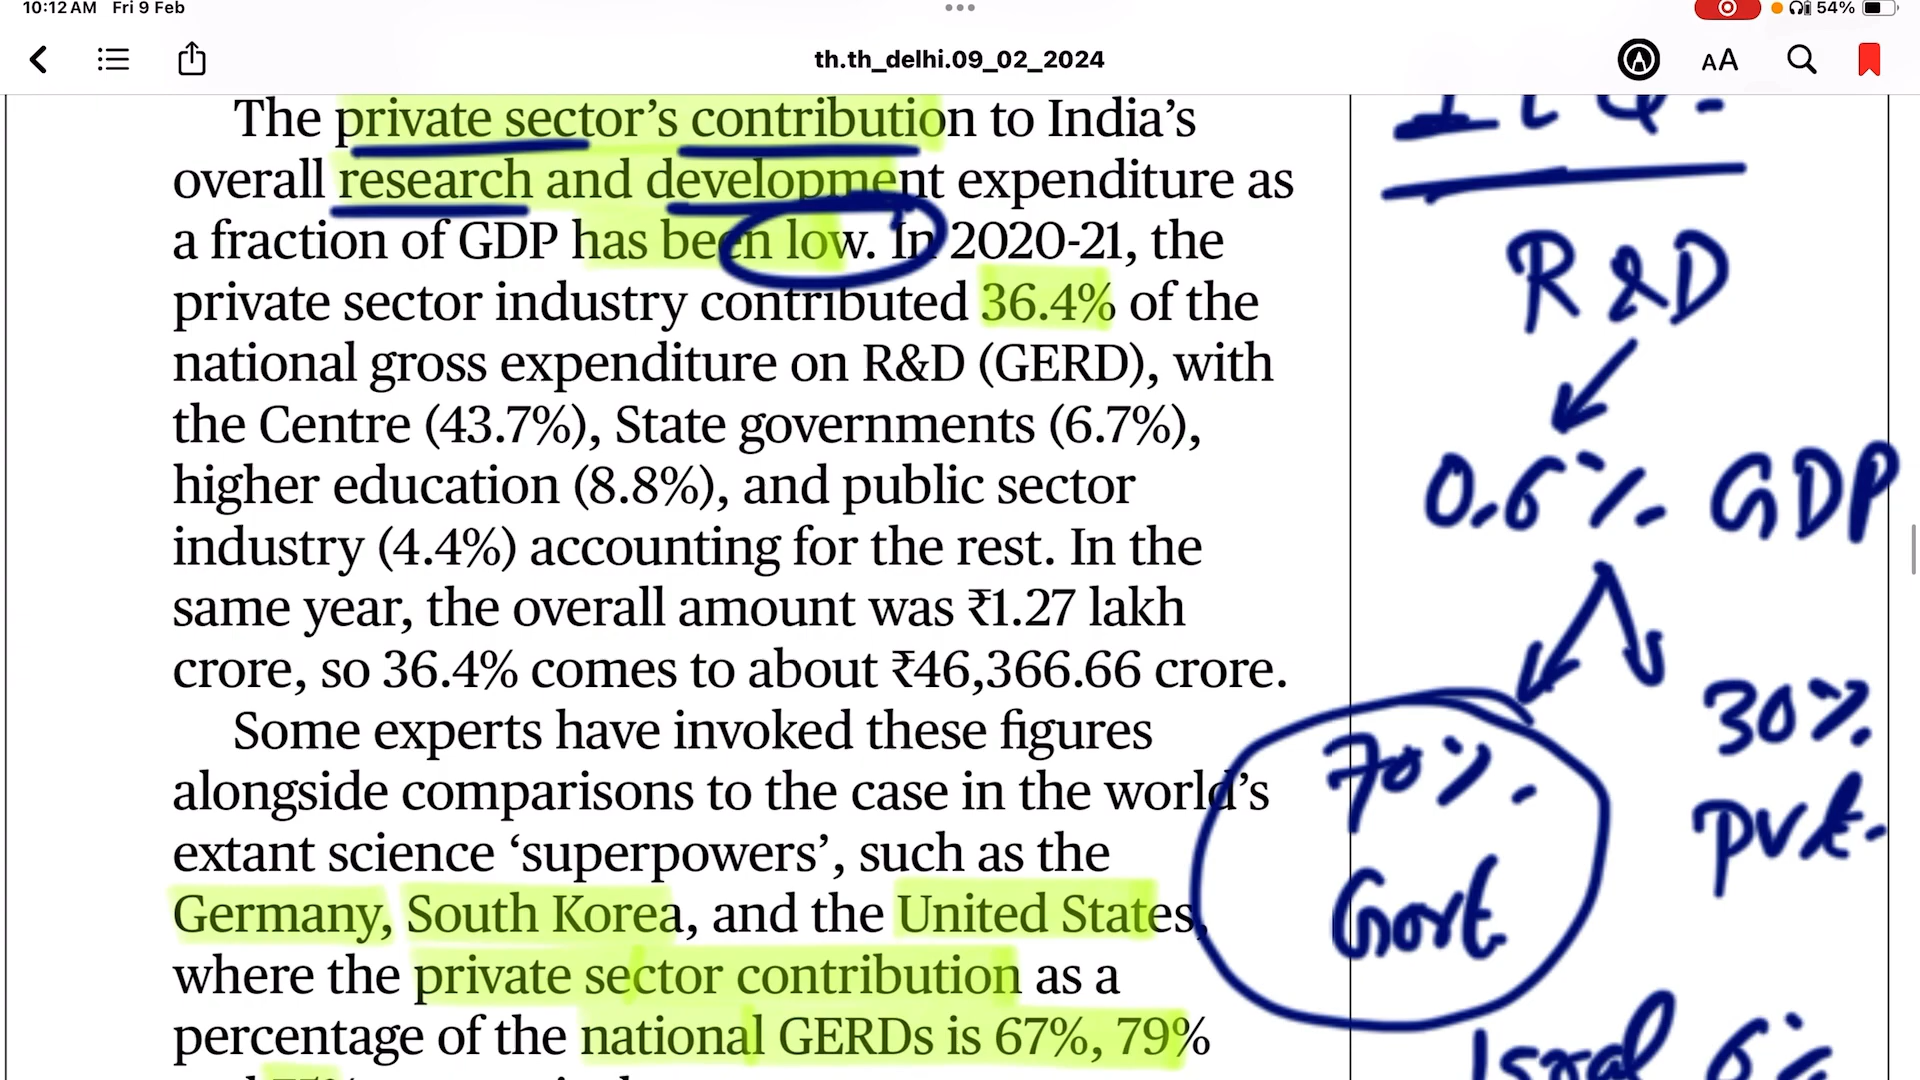 10:12 AM Fri 9 Feb
54%
th.th_delhi.09_02_2024
AA
The private sector's contribution to India's
overall research and development expenditure as
a fraction of GDP has been low. In 2020-21, the
private sector industry contributed 36.4% of the
national gross expenditure on R&D (GERD), with
the Centre (43.7%), State governments (6.7%),
higher education (8.8%), and public sector
industry (4.4%) accounting for the rest. In the
same year, the overall amount was ₹1.27 lakh
crore, so 36.4% comes to about ₹46,366.66 crore.
Some experts have invoked these figures
alongside comparisons to the case in the world's
extant science ‘superpowers’, such as the
Germany, South Korea, and the United States,
where the private sector contribution as a
percentage of the national GERDs is 67%, 79%
R&D
0.6% GDP
30%
pvt.
70%.
Govt